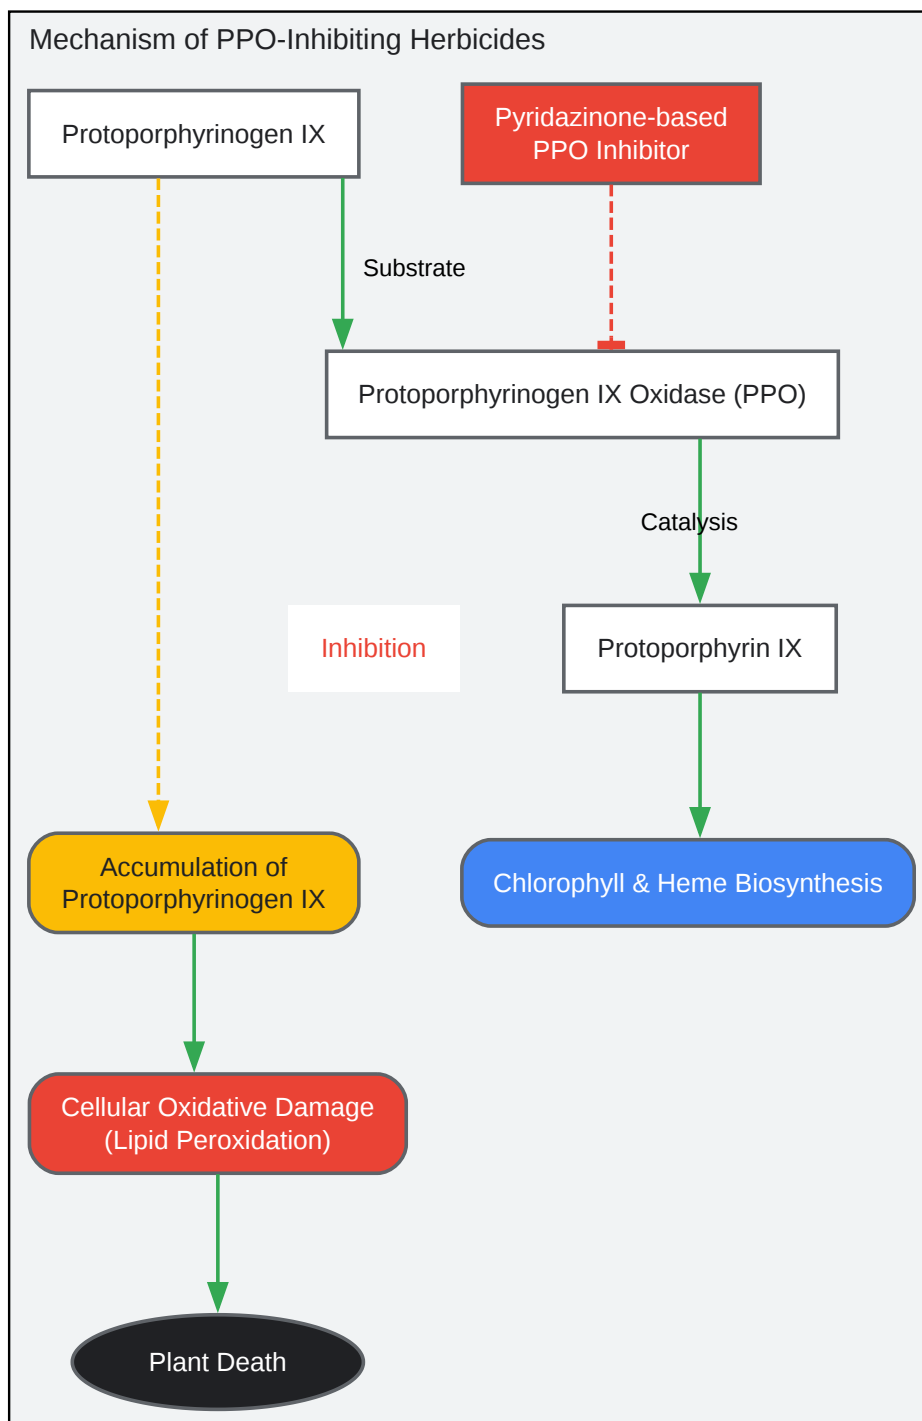 Mechanism of PPO-Inhibiting Herbicides
Protoporphyrinogen IX
Pyridazinone-based
PPO Inhibitor
Substrate
Protoporphyrinogen IX Oxidase (PPO)
Catalysis
Inhibition
Protoporphyrin IX
Accumulation of
Protoporphyrinogen IX
Chlorophyll & Heme Biosynthesis
Cellular Oxidative Damage
(Lipid Peroxidation)
Plant Death